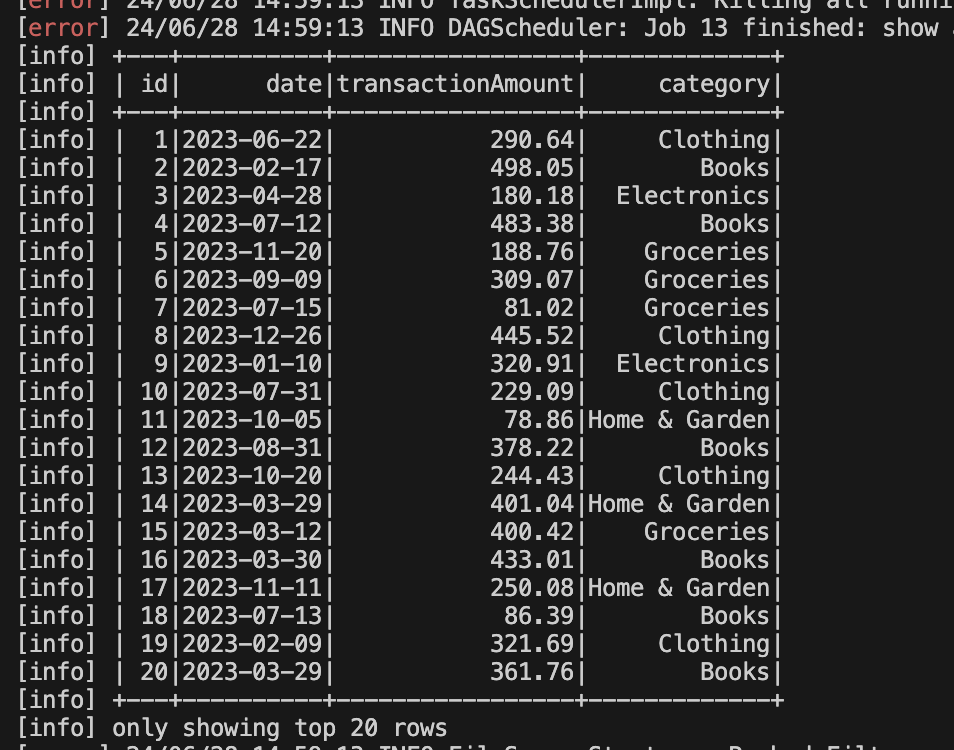 [error] 24/06/28 14:59:13 INFO TaskSchedulerImpl: Killing all runni
[error] 24/06/28 14:59:13 INFO DAGScheduler: Job 13 finished: show
[info] +---+----------+-----------------+-------------+
[info] | id|      date|transactionAmount|     category|
[info] +---+----------+-----------------+-------------+
[info] |  1|2023-06-22|           290.64|     Clothing|
[info] |  2|2023-02-17|           498.05|        Books|
[info] |  3|2023-04-28|           180.18|  Electronics|
[info] |  4|2023-07-12|           483.38|        Books|
[info] |  5|2023-11-20|           188.76|    Groceries|
[info] |  6|2023-09-09|           309.07|    Groceries|
[info] |  7|2023-07-15|            81.02|    Groceries|
[info] |  8|2023-12-26|           445.52|     Clothing|
[info] |  9|2023-01-10|           320.91|  Electronics|
[info] | 10|2023-07-31|           229.09|     Clothing|
[info] | 11|2023-10-05|            78.86|Home & Garden|
[info] | 12|2023-08-31|           378.22|        Books|
[info] | 13|2023-10-20|           244.43|     Clothing|
[info] | 14|2023-03-29|           401.04|Home & Garden|
[info] | 15|2023-03-12|           400.42|    Groceries|
[info] | 16|2023-03-30|           433.01|        Books|
[info] | 17|2023-11-11|           250.08|Home & Garden|
[info] | 18|2023-07-13|            86.39|        Books|
[info] | 19|2023-02-09|           321.69|     Clothing|
[info] | 20|2023-03-29|           361.76|        Books|
[info] +---+----------+-----------------+-------------+
[info] only showing top 20 rows